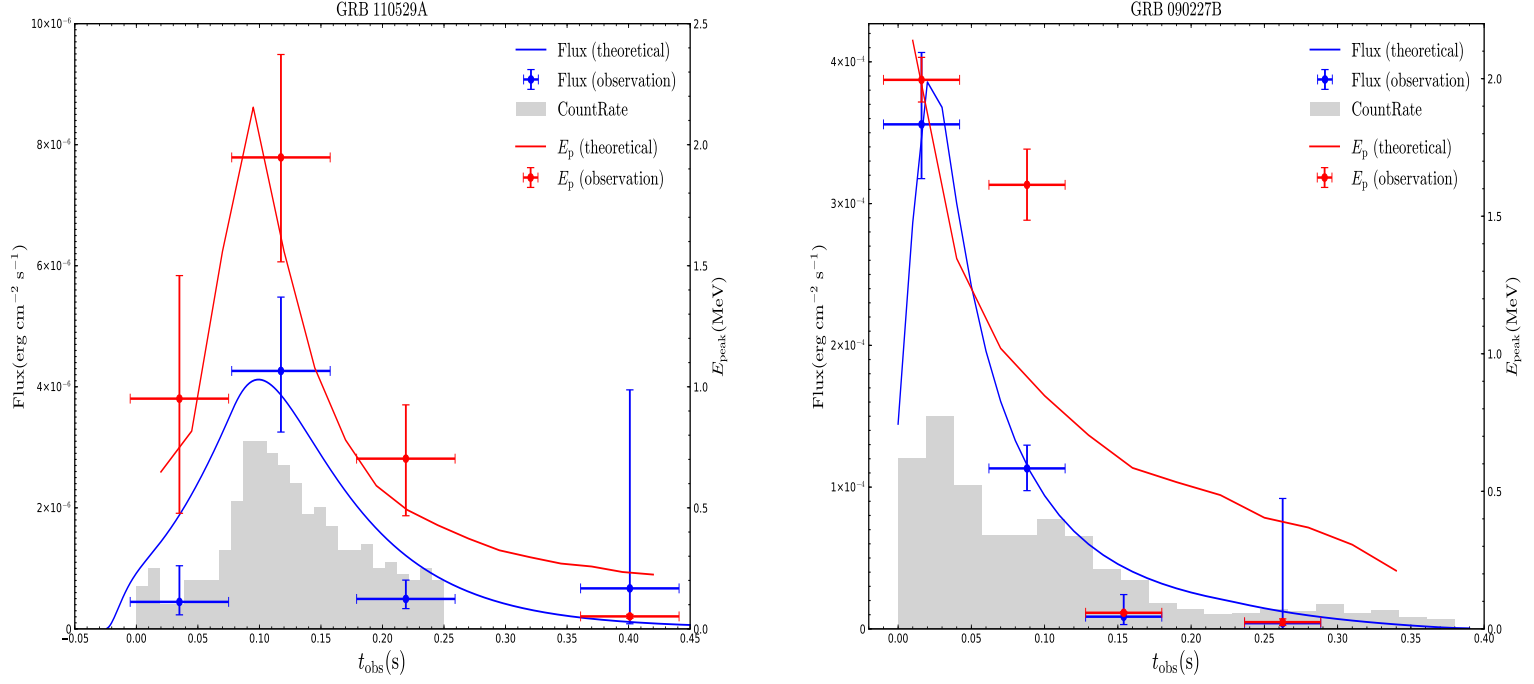 GRB 110529A
10×10⁻⁶
8×10⁻⁶
6×10⁻⁶
4×10⁻⁶
2×10⁻⁶
0
Flux(erg cm⁻² s⁻¹)
2.5
2.0
1.5
1.0
0.5
0.0
E_peak(MeV)
−0.05 0.00 0.05 0.10 0.15 0.20 0.25 0.30 0.35 0.40 0.45
t_obs(s)
Flux (theoretical)
Flux (observation)
CountRate
E_p (theoretical)
E_p (observation)
GRB 090227B
4×10⁻⁴
3×10⁻⁴
2×10⁻⁴
1×10⁻⁴
0
Flux(erg cm⁻² s⁻¹)
2.0
1.5
1.0
0.5
0.0
E_peak(MeV)
0.00 0.05 0.10 0.15 0.20 0.25 0.30 0.35 0.40
t_obs(s)
Flux (theoretical)
Flux (observation)
CountRate
E_p (theoretical)
E_p (observation)